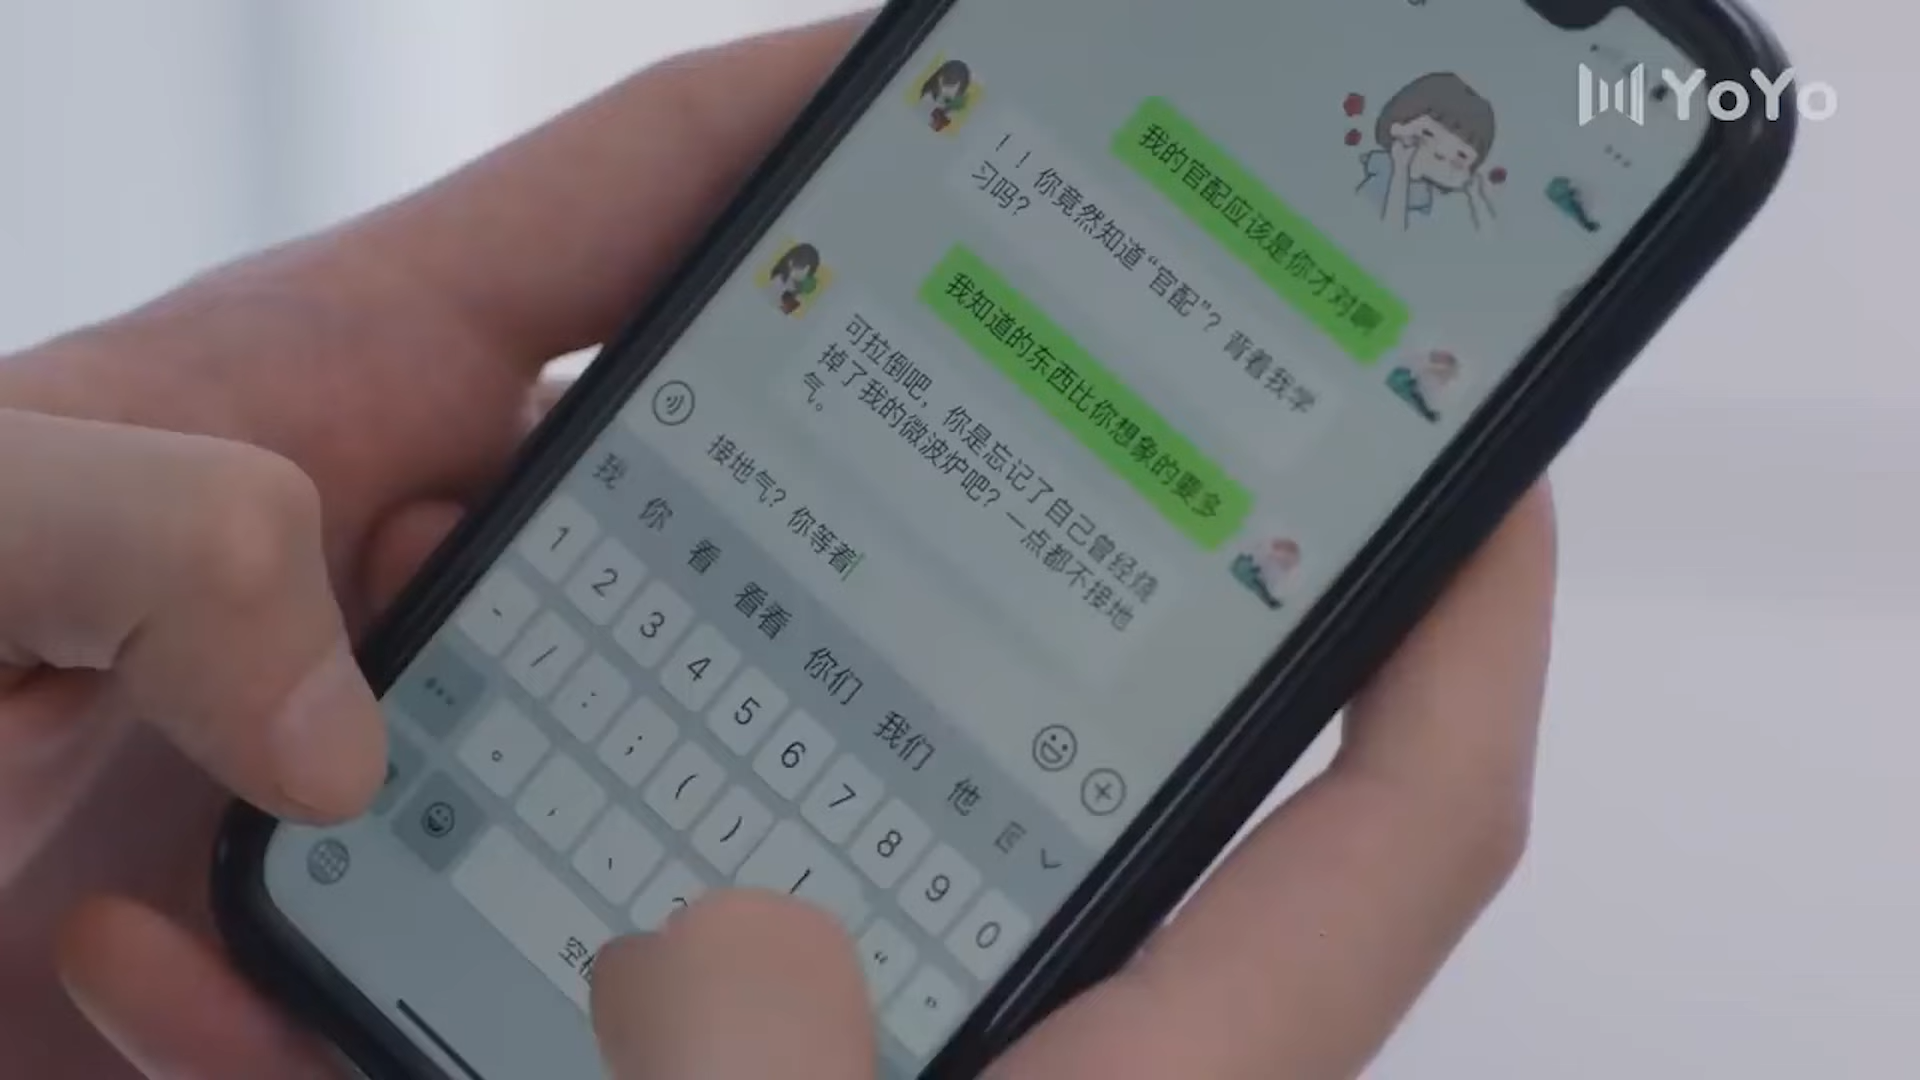 YoYo
我的官配应该是你才对啊
！！你竟然知道“官配”？背着我学
习吗？
我知道的东西比你想象的要多
可拉倒吧，你是忘记了自己曾经烧
掉了我的微波炉吧？一点都不接地
气。
接地气？你等着
我 你 看 看看 你们 我们 他
1 2 3 4 5 6 7 8 9 0
- / : ; ( )
。 , 、
空